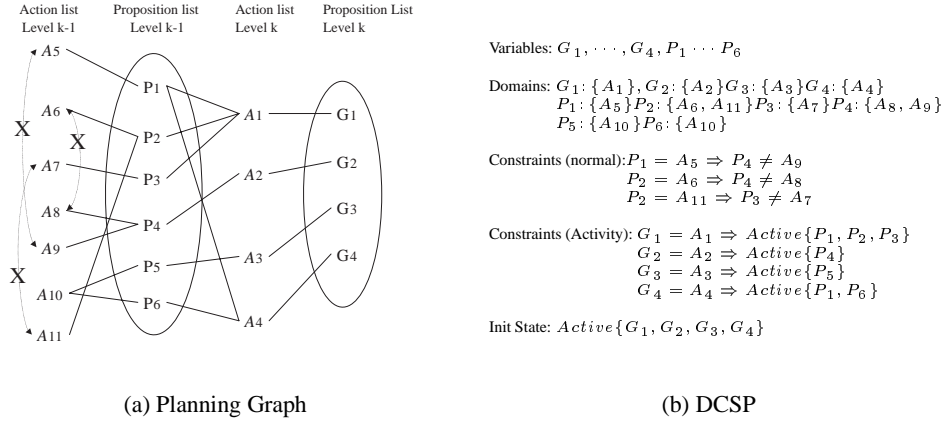 Action list Proposition list Action list Proposition List
Level k-1 Level k-1 Level k Level k
A5
A6
A7
A8
A9
A10
A11
X
X
X
P1
P2
P3
P4
P5
P6
A1
A2
A3
A4
G1
G2
G3
G4
(a) Planning Graph
Variables: G₁, ⋯, G₄, P₁ ⋯ P₆
Domains: G₁: {A₁}, G₂: {A₂}G₃: {A₃}G₄: {A₄}
P₁: {A₅}P₂: {A₆, A₁₁}P₃: {A₇}P₄: {A₈, A₉}
P₅: {A₁₀}P₆: {A₁₀}
Constraints (normal):P₁ = A₅ ⇒ P₄ ≠ A₉
P₂ = A₆ ⇒ P₄ ≠ A₈
P₂ = A₁₁ ⇒ P₃ ≠ A₇
Constraints (Activity): G₁ = A₁ ⇒ Active{P₁, P₂, P₃}
G₂ = A₂ ⇒ Active{P₄}
G₃ = A₃ ⇒ Active{P₅}
G₄ = A₄ ⇒ Active{P₁, P₆}
Init State: Active{G₁, G₂, G₃, G₄}
(b) DCSP